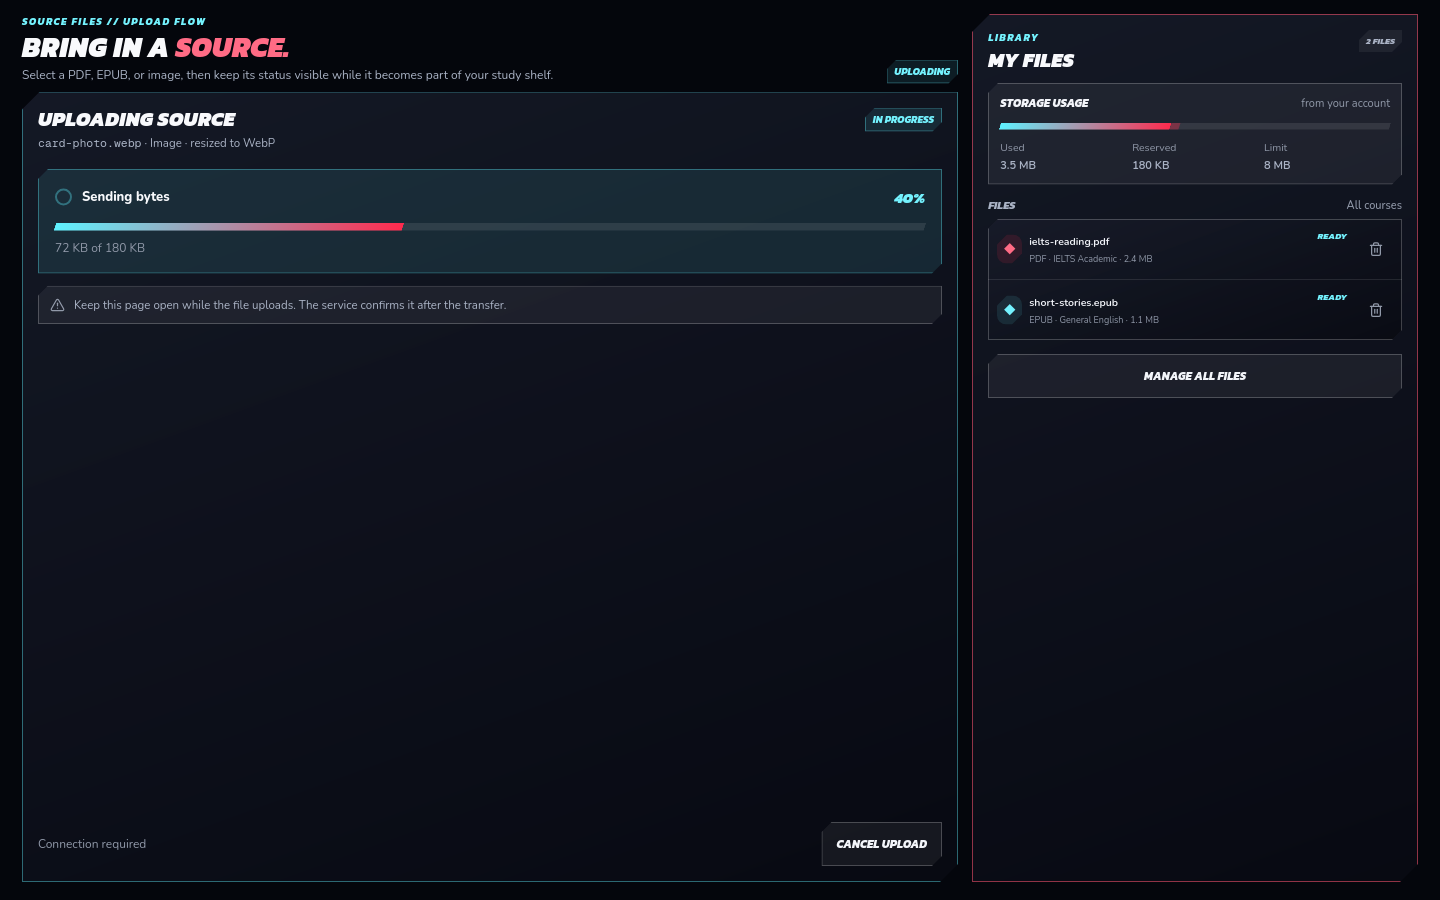 SOURCE FILES // UPLOAD FLOW
BRING IN A SOURCE.
Select a PDF, EPUB, or image, then keep its status visible while it becomes part of your study shelf.
UPLOADING
UPLOADING SOURCE
card-photo.webp · Image · resized to WebP
IN PROGRESS
Sending bytes
40%
72 KB of 180 KB
Keep this page open while the file uploads. The service confirms it after the transfer.
Connection required
CANCEL UPLOAD
LIBRARY
MY FILES
2 FILES
STORAGE USAGE
from your account
Used
Reserved
Limit
3.5 MB
180 KB
8 MB
FILES
All courses
ielts-reading.pdf
PDF · IELTS Academic · 2.4 MB
READY
short-stories.epub
EPUB · General English · 1.1 MB
READY
MANAGE ALL FILES